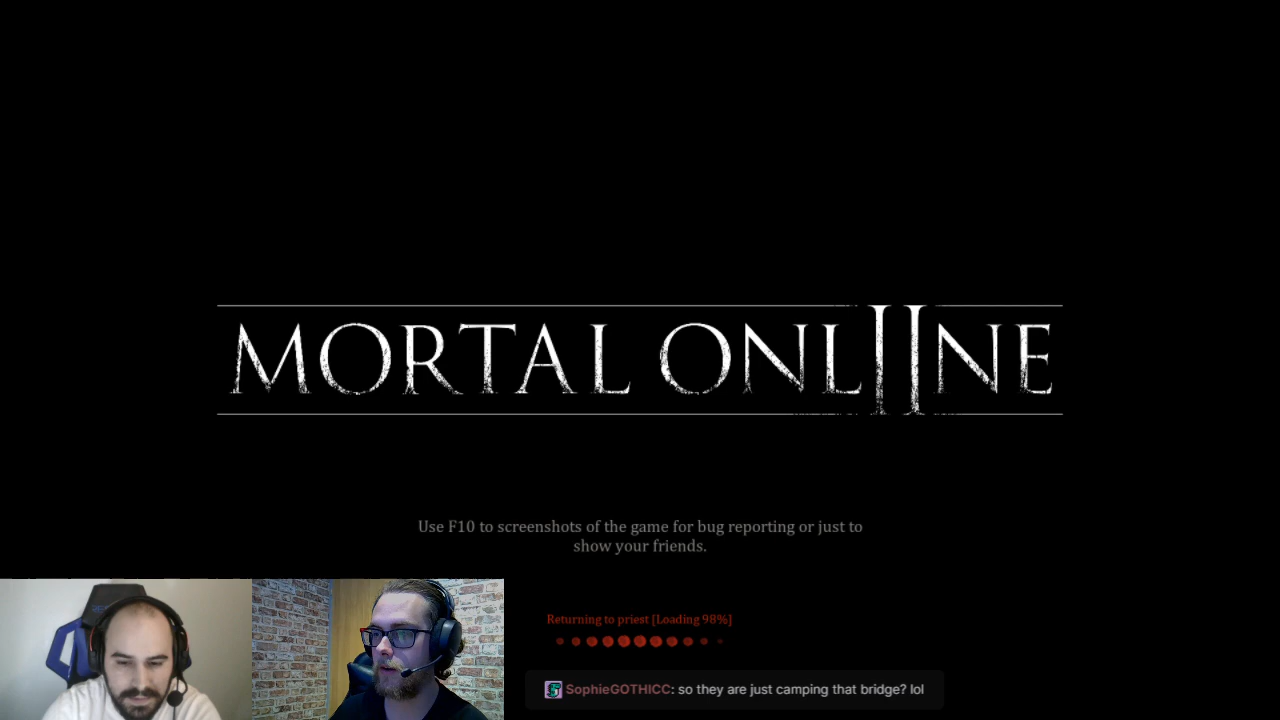 MORTAL ONLIINE
Use F10 to screenshots of the game for bug reporting or just to
show your friends.
Returning to priest [Loading 98%]
SophieGOTHICC: so they are just camping that bridge? lol